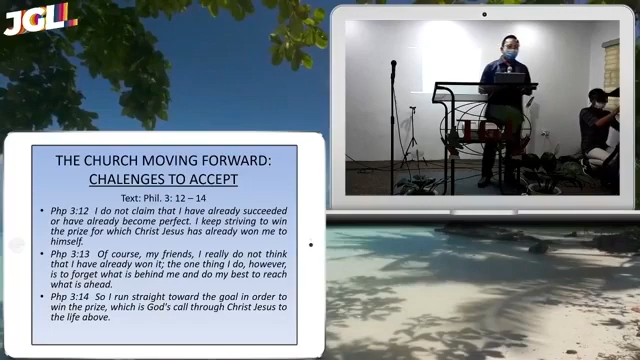 JGL
THE CHURCH MOVING FORWARD:
CHALENGES TO ACCEPT
Text: Phil. 3: 12 – 14
• Php 3:12 I do not claim that I have already succeeded
or have already become perfect. I keep striving to win
the prize for which Christ Jesus has already won me to
himself.
• Php 3:13 Of course, my friends, I really do not think
that I have already won it; the one thing I do, however,
is to forget what is behind me and do my best to reach
what is ahead.
• Php 3:14 So I run straight toward the goal in order to
win the prize, which is God's call through Christ Jesus to
the life above.